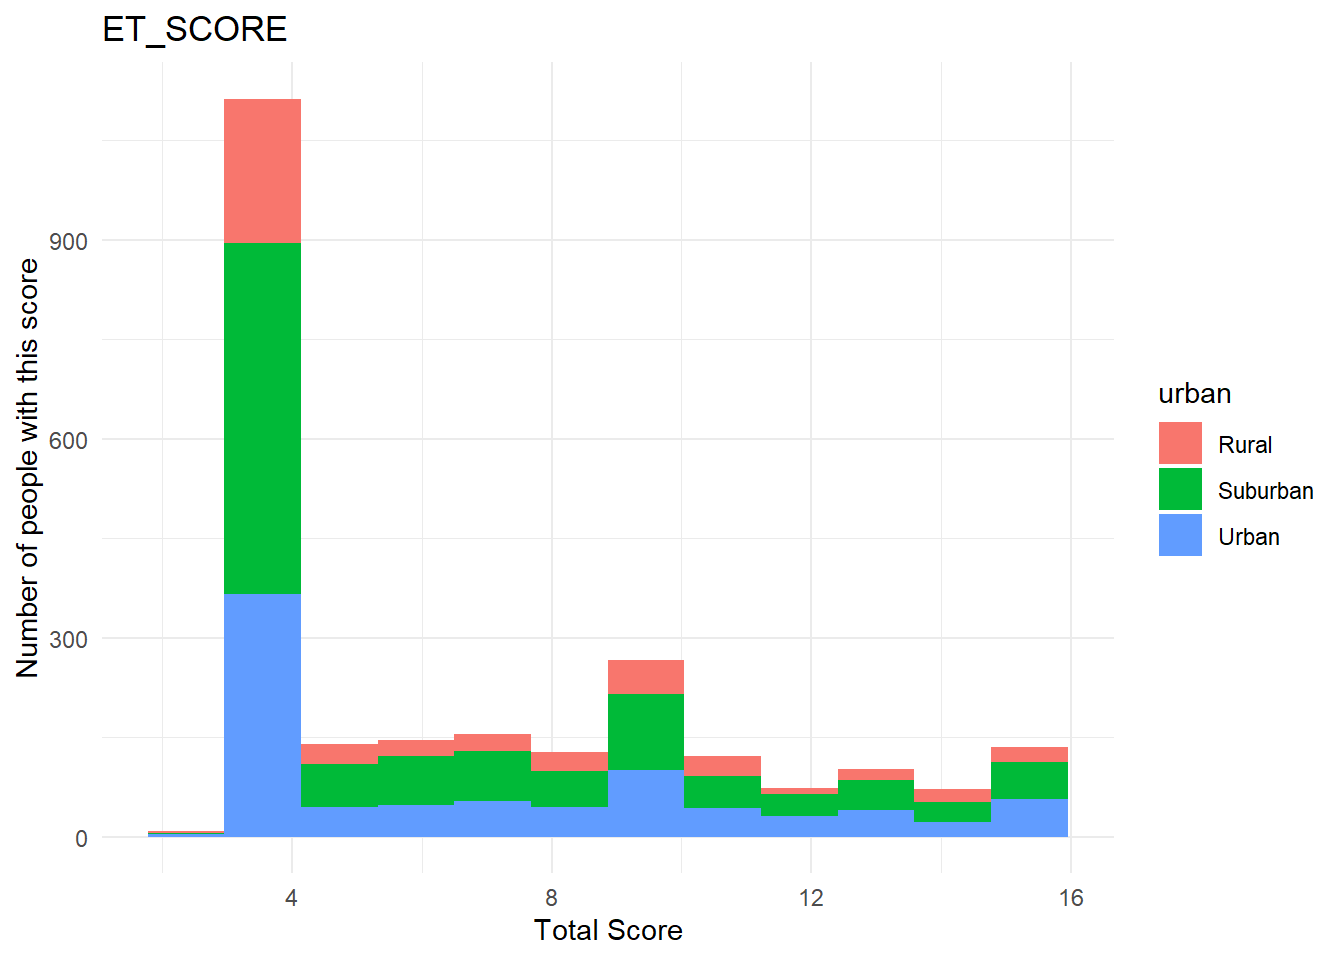 ET_SCORE
Number of people with this score
900
600
300
0
4 8 12 16
Total Score
urban
Rural
Suburban
Urban